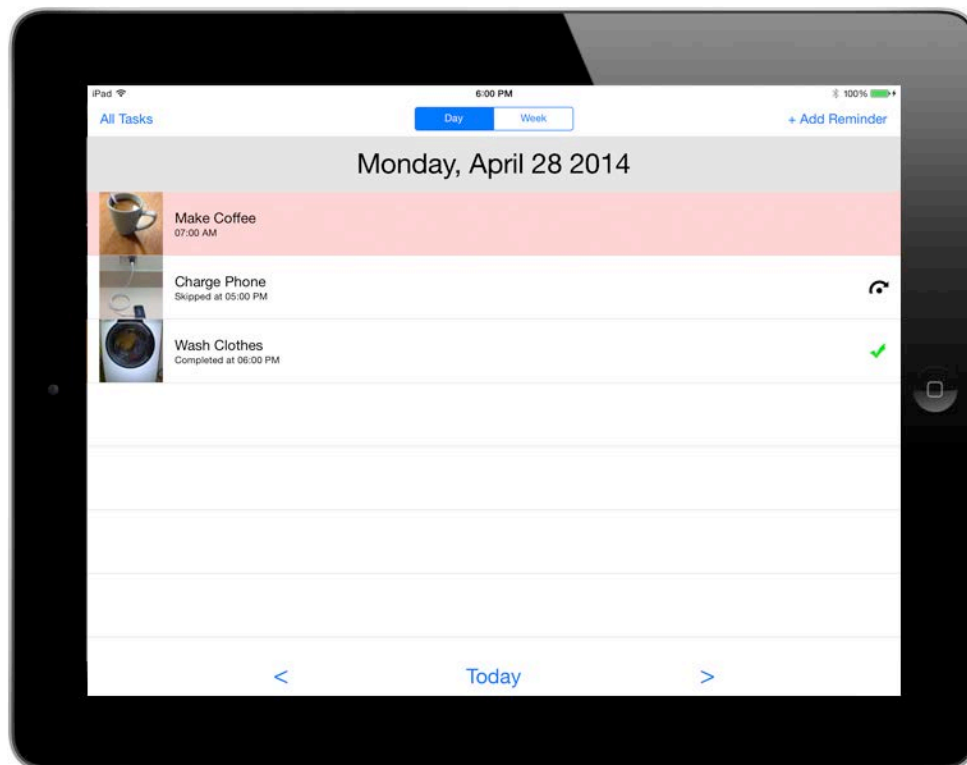 iPad
6:00 PM
100%
All Tasks
Day
Week
+ Add Reminder
Monday, April 28 2014
Make Coffee
07:00 AM
Charge Phone
Skipped at 05:00 PM
Wash Clothes
Completed at 06:00 PM
< Today >